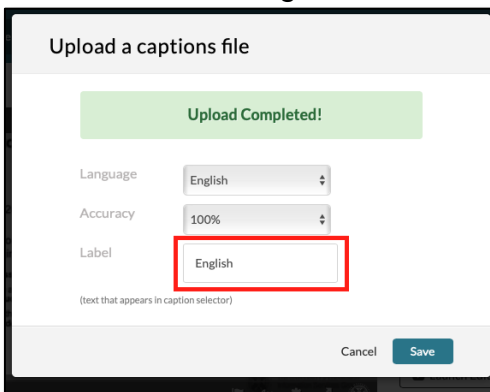 Upload a captions file
Upload Completed!
Language English
Accuracy 100%
Label English
(text that appears in caption selector)
Cancel Save